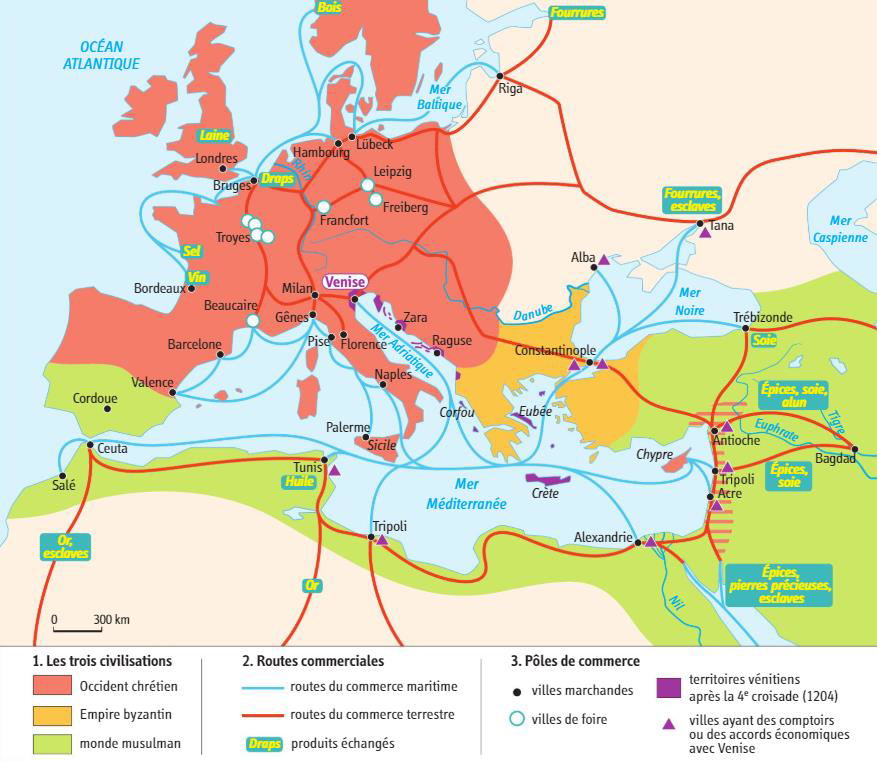 Bois
Fourrures
OCÉAN
ATLANTIQUE
Mer
Baltique
Riga
Laine
Londres
Hambourg
Lübeck
Rhin
Bruges
Draps
Leipzig
Freiberg
Francfort
Troyes
Fourrures,
esclaves
Tana
Mer
Caspienne
Sel
Vin
Bordeaux
Alba
Milan
Venise
Beaucaire
Gênes
Zara
Danube
Mer
Noire
Trébizonde
Soie
Pise
Florence
Mer Adriatique
Raguse
Barcelone
Constantinople
Valence
Cordoue
Naples
Corfou
Eubée
Épices, soie,
alun
Tigre
Euphrate
Palerme
Sicile
Antioche
Bagdad
Ceuta
Salé
Tunis
Huile
Mer
Méditerranée
Crète
Chypre
Tripoli
Acre
Épices,
soie
Or,
esclaves
Tripoli
Alexandrie
Or
Nil
Épices,
pierres précieuses,
esclaves
0 300 km
1. Les trois civilisations
Occident chrétien
Empire byzantin
monde musulman
2. Routes commerciales
routes du commerce maritime
routes du commerce terrestre
Draps produits échangés
3. Pôles de commerce
villes marchandes
villes de foire
territoires vénitiens
après la 4e croisade (1204)
villes ayant des comptoirs
ou des accords économiques
avec Venise